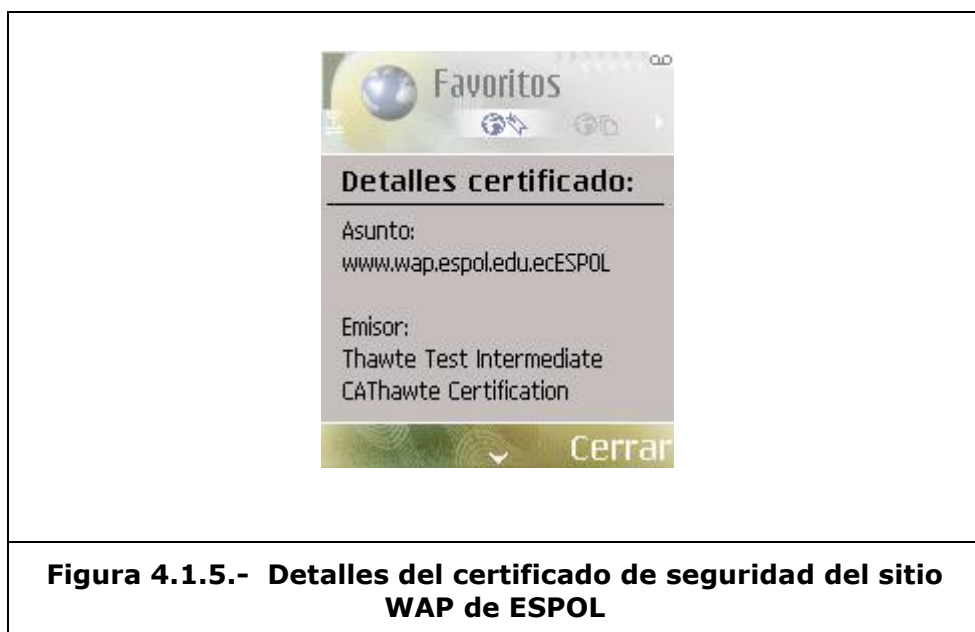 Favoritos
Detalles certificado:
Asunto:
www.wap.espol.edu.ecESPOL
Emisor:
Thawte Test Intermediate
CAThawte Certification
Cerrar
Figura 4.1.5.- Detalles del certificado de seguridad del sitio
WAP de ESPOL